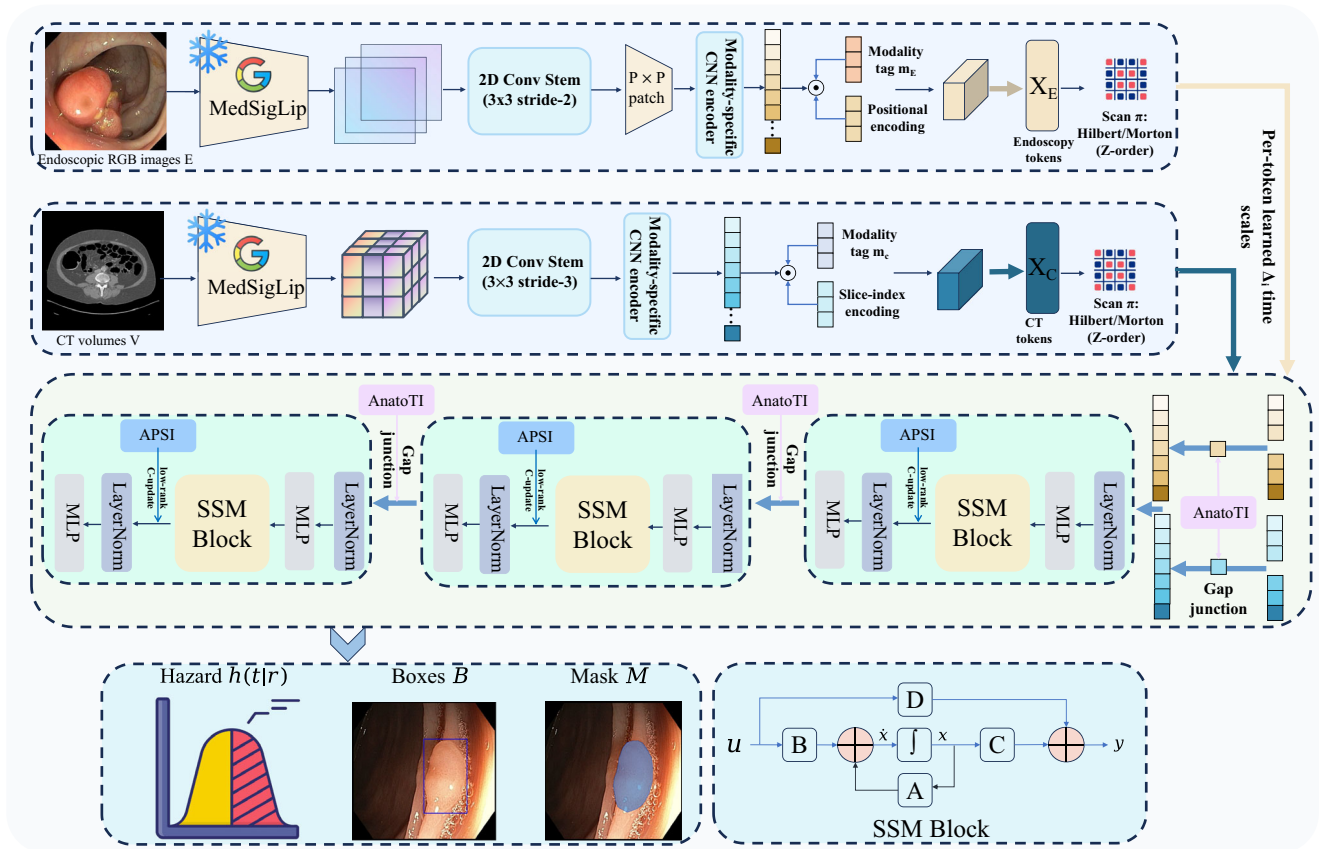 MedSigLip
2D Conv Stem
(3x3 stride-2)
P × P
patch
Modality-specific
CNN encoder
Modality
tag mE
Positional
encoding
XE
Endoscopy
tokens
Scan π:
Hilbert/Morton
(Z-order)
Endoscopic RGB images E
Per-token learned Δi time
scales
MedSigLip
2D Conv Stem
(3×3 stride-3)
Modality-specific
CNN encoder
Modality
tag mc
Slice-index
encoding
XC
CT
tokens
Scan π:
Hilbert/Morton
(Z-order)
CT volumes V
AnatoTI
Gap
junction
AnatoTI
Gap
junction
APSI
low-rank
C-update
MLP
LayerNorm
SSM
Block
MLP
LayerNorm
APSI
low-rank
C-update
MLP
LayerNorm
SSM
Block
MLP
LayerNorm
APSI
low-rank
C-update
MLP
LayerNorm
SSM
Block
MLP
LayerNorm
AnatoTI
Gap
junction
Hazard h(t|r)
Boxes B
Mask M
D
u
B
ẋ
∫
x
C
y
A
SSM Block